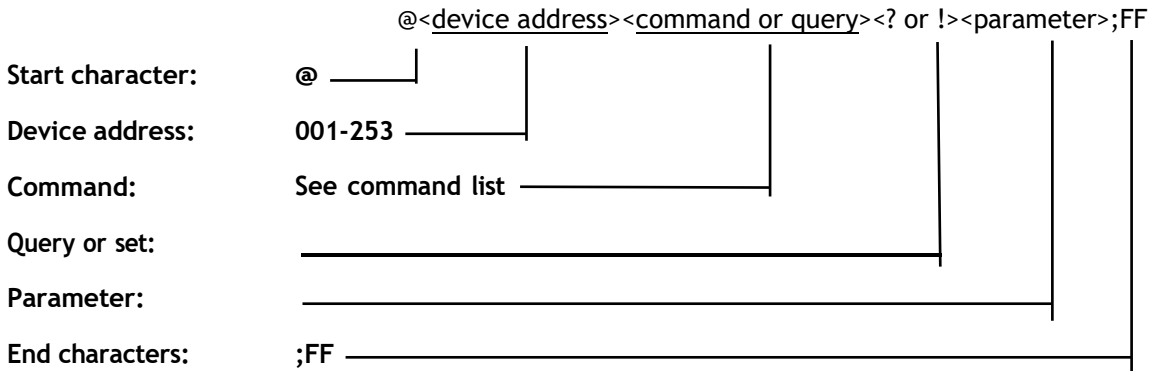 @<device address><command or query><? or !><parameter>;FF
Start character: @
Device address: 001-253
Command: See command list
Query or set:
Parameter:
End characters: ;FF